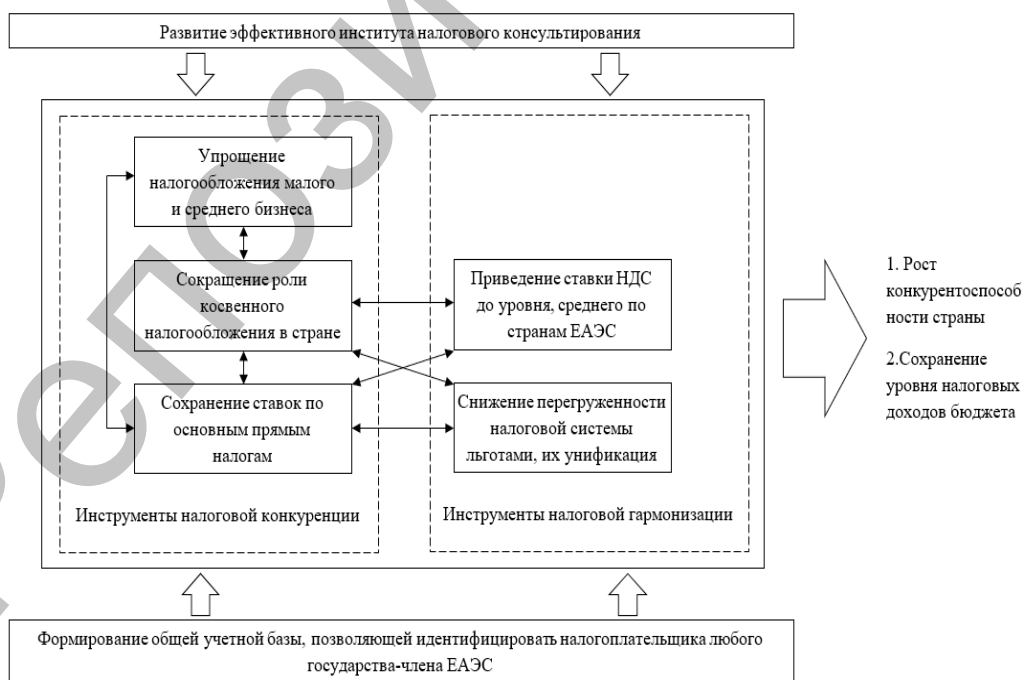 Развитие эффективного института налогового консультирования
Упрощение
налогообложения малого
и среднего бизнеса
Сокращение роли
косвенного
налогообложения в стране
Сохранение ставок по
основным прямым
налогам
Инструменты налоговой конкуренции
Приведение ставки НДС
до уровня, среднего по
странам ЕАЭС
Снижение перегруженности
налоговой системы
льготами, их унификация
Инструменты налоговой гармонизации
1. Рост
конкурентоспособ
ности страны
2.Сохранение
уровня налоговых
доходов бюджета
Формирование общей учетной базы, позволяющей идентифицировать налогоплательщика любого
государства-члена ЕАЭС
Репози